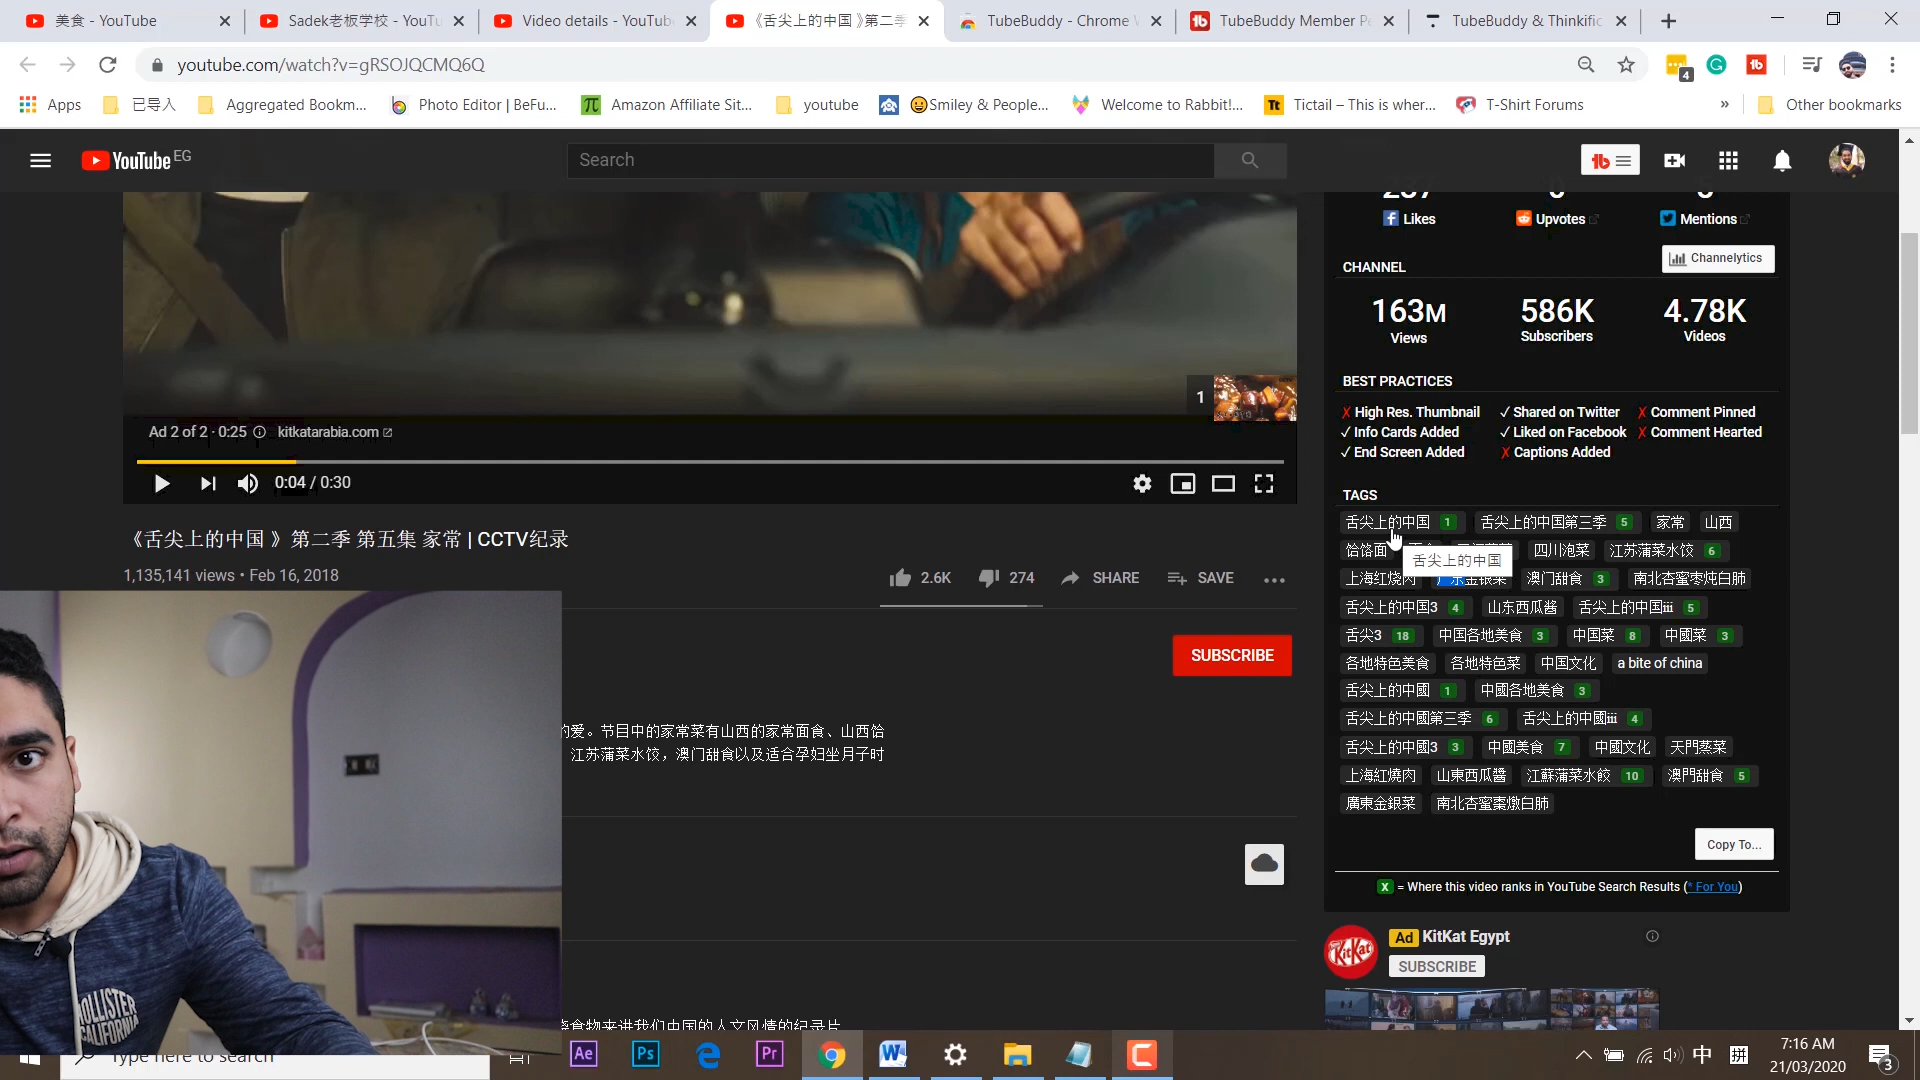 美食 - YouTube
Sadek老板学校 - YouTu
Video details - YouTub
《舌尖上的中国 》第二季
TubeBuddy - Chrome
TubeBuddy Member P
TubeBuddy & Thinkific
youtube.com/watch?v=gRSOJQCMQ6Q
4
Apps
已导入
Aggregated Bookm...
Photo Editor | BeFu...
Amazon Affiliate Sit...
youtube
Smiley & People...
Welcome to Rabbit!...
Tictail – This is wher...
T-Shirt Forums
»
Other bookmarks
YouTube EG
Search
Likes
Upvotes
Mentions
CHANNEL
Channelytics
163M
586K
4.78K
Views
Subscribers
Videos
BEST PRACTICES
✗ High Res. Thumbnail ✓ Shared on Twitter ✗ Comment Pinned
✓ Info Cards Added ✓ Liked on Facebook ✗ Comment Hearted
✓ End Screen Added ✗ Captions Added
1
Ad 2 of 2 · 0:25 kitkatarabia.com
0:04 / 0:30
TAGS
舌尖上的中国 1 舌尖上的中国第三季 5 家常 山西
饸饹面 四川泡菜 江苏蒲菜水饺 6
舌尖上的中国
上海红烧肉 广东金银菜 澳门甜食 3 南北杏蜜枣炖白肺
舌尖上的中国3 4 山东西瓜酱 舌尖上的中国iii 5
舌尖3 18 中国各地美食 3 中国菜 8 中國菜 3
各地特色美食 各地特色菜 中国文化 a bite of china
舌尖上的中國 1 中國各地美食 3
舌尖上的中國第三季 6 舌尖上的中國iii 4
舌尖上的中國3 3 中國美食 7 中國文化 天門蒸菜
上海紅燒肉 山東西瓜醬 江蘇蒲菜水餃 10 澳門甜食 5
廣東金銀菜 南北杏蜜棗燉白肺
Copy To...
X = Where this video ranks in YouTube Search Results (* For You)
《舌尖上的中国 》第二季 第五集 家常 | CCTV纪录
1,135,141 views • Feb 16, 2018
2.6K
274
SHARE
SAVE
SUBSCRIBE
的爱。节目中的家常菜有山西的家常面食、山西饸
江苏蒲菜水饺，澳门甜食以及适合孕妇坐月子时
Ad KitKat Egypt
SUBSCRIBE
KitKat
HOLLISTER
CALIFORNIA
Type here to search
Ae
Ps
Pr
中
拼
7:16 AM
21/03/2020
3